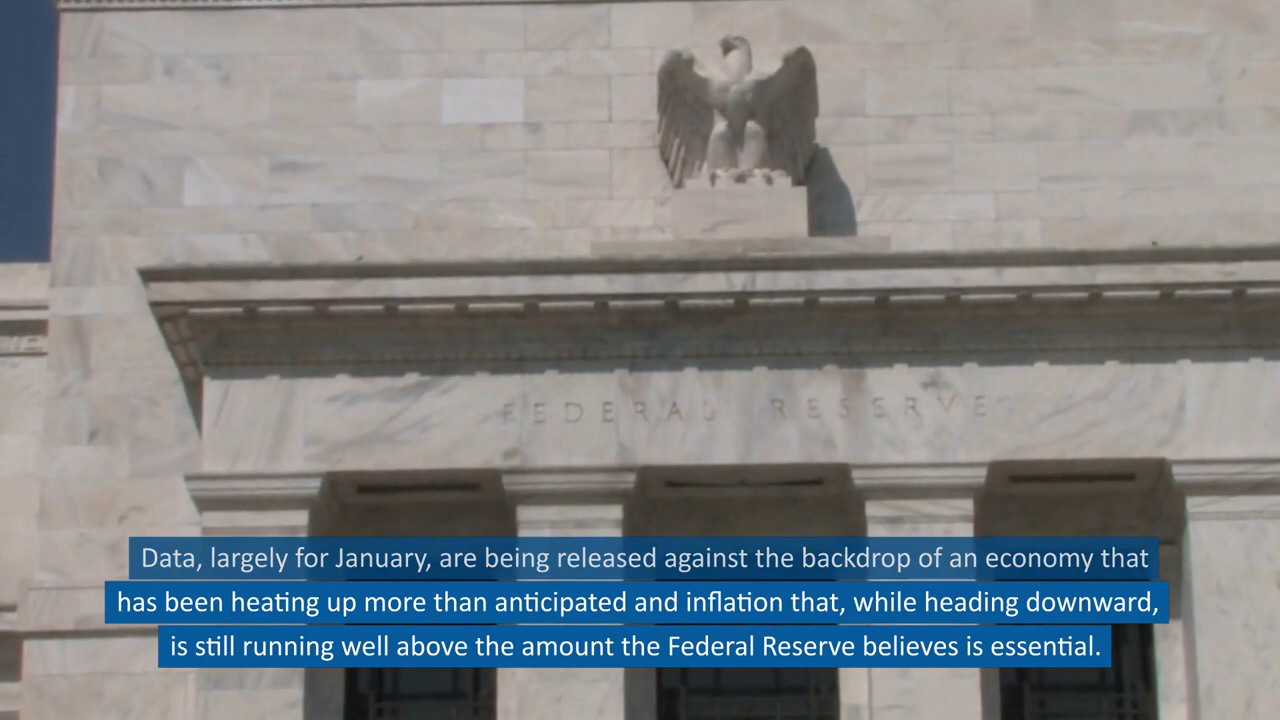 FEDERAL RESERVE
Data, largely for January, are being released against the backdrop of an economy that
has been heating up more than anticipated and inflation that, while heading downward,
is still running well above the amount the Federal Reserve believes is essential.